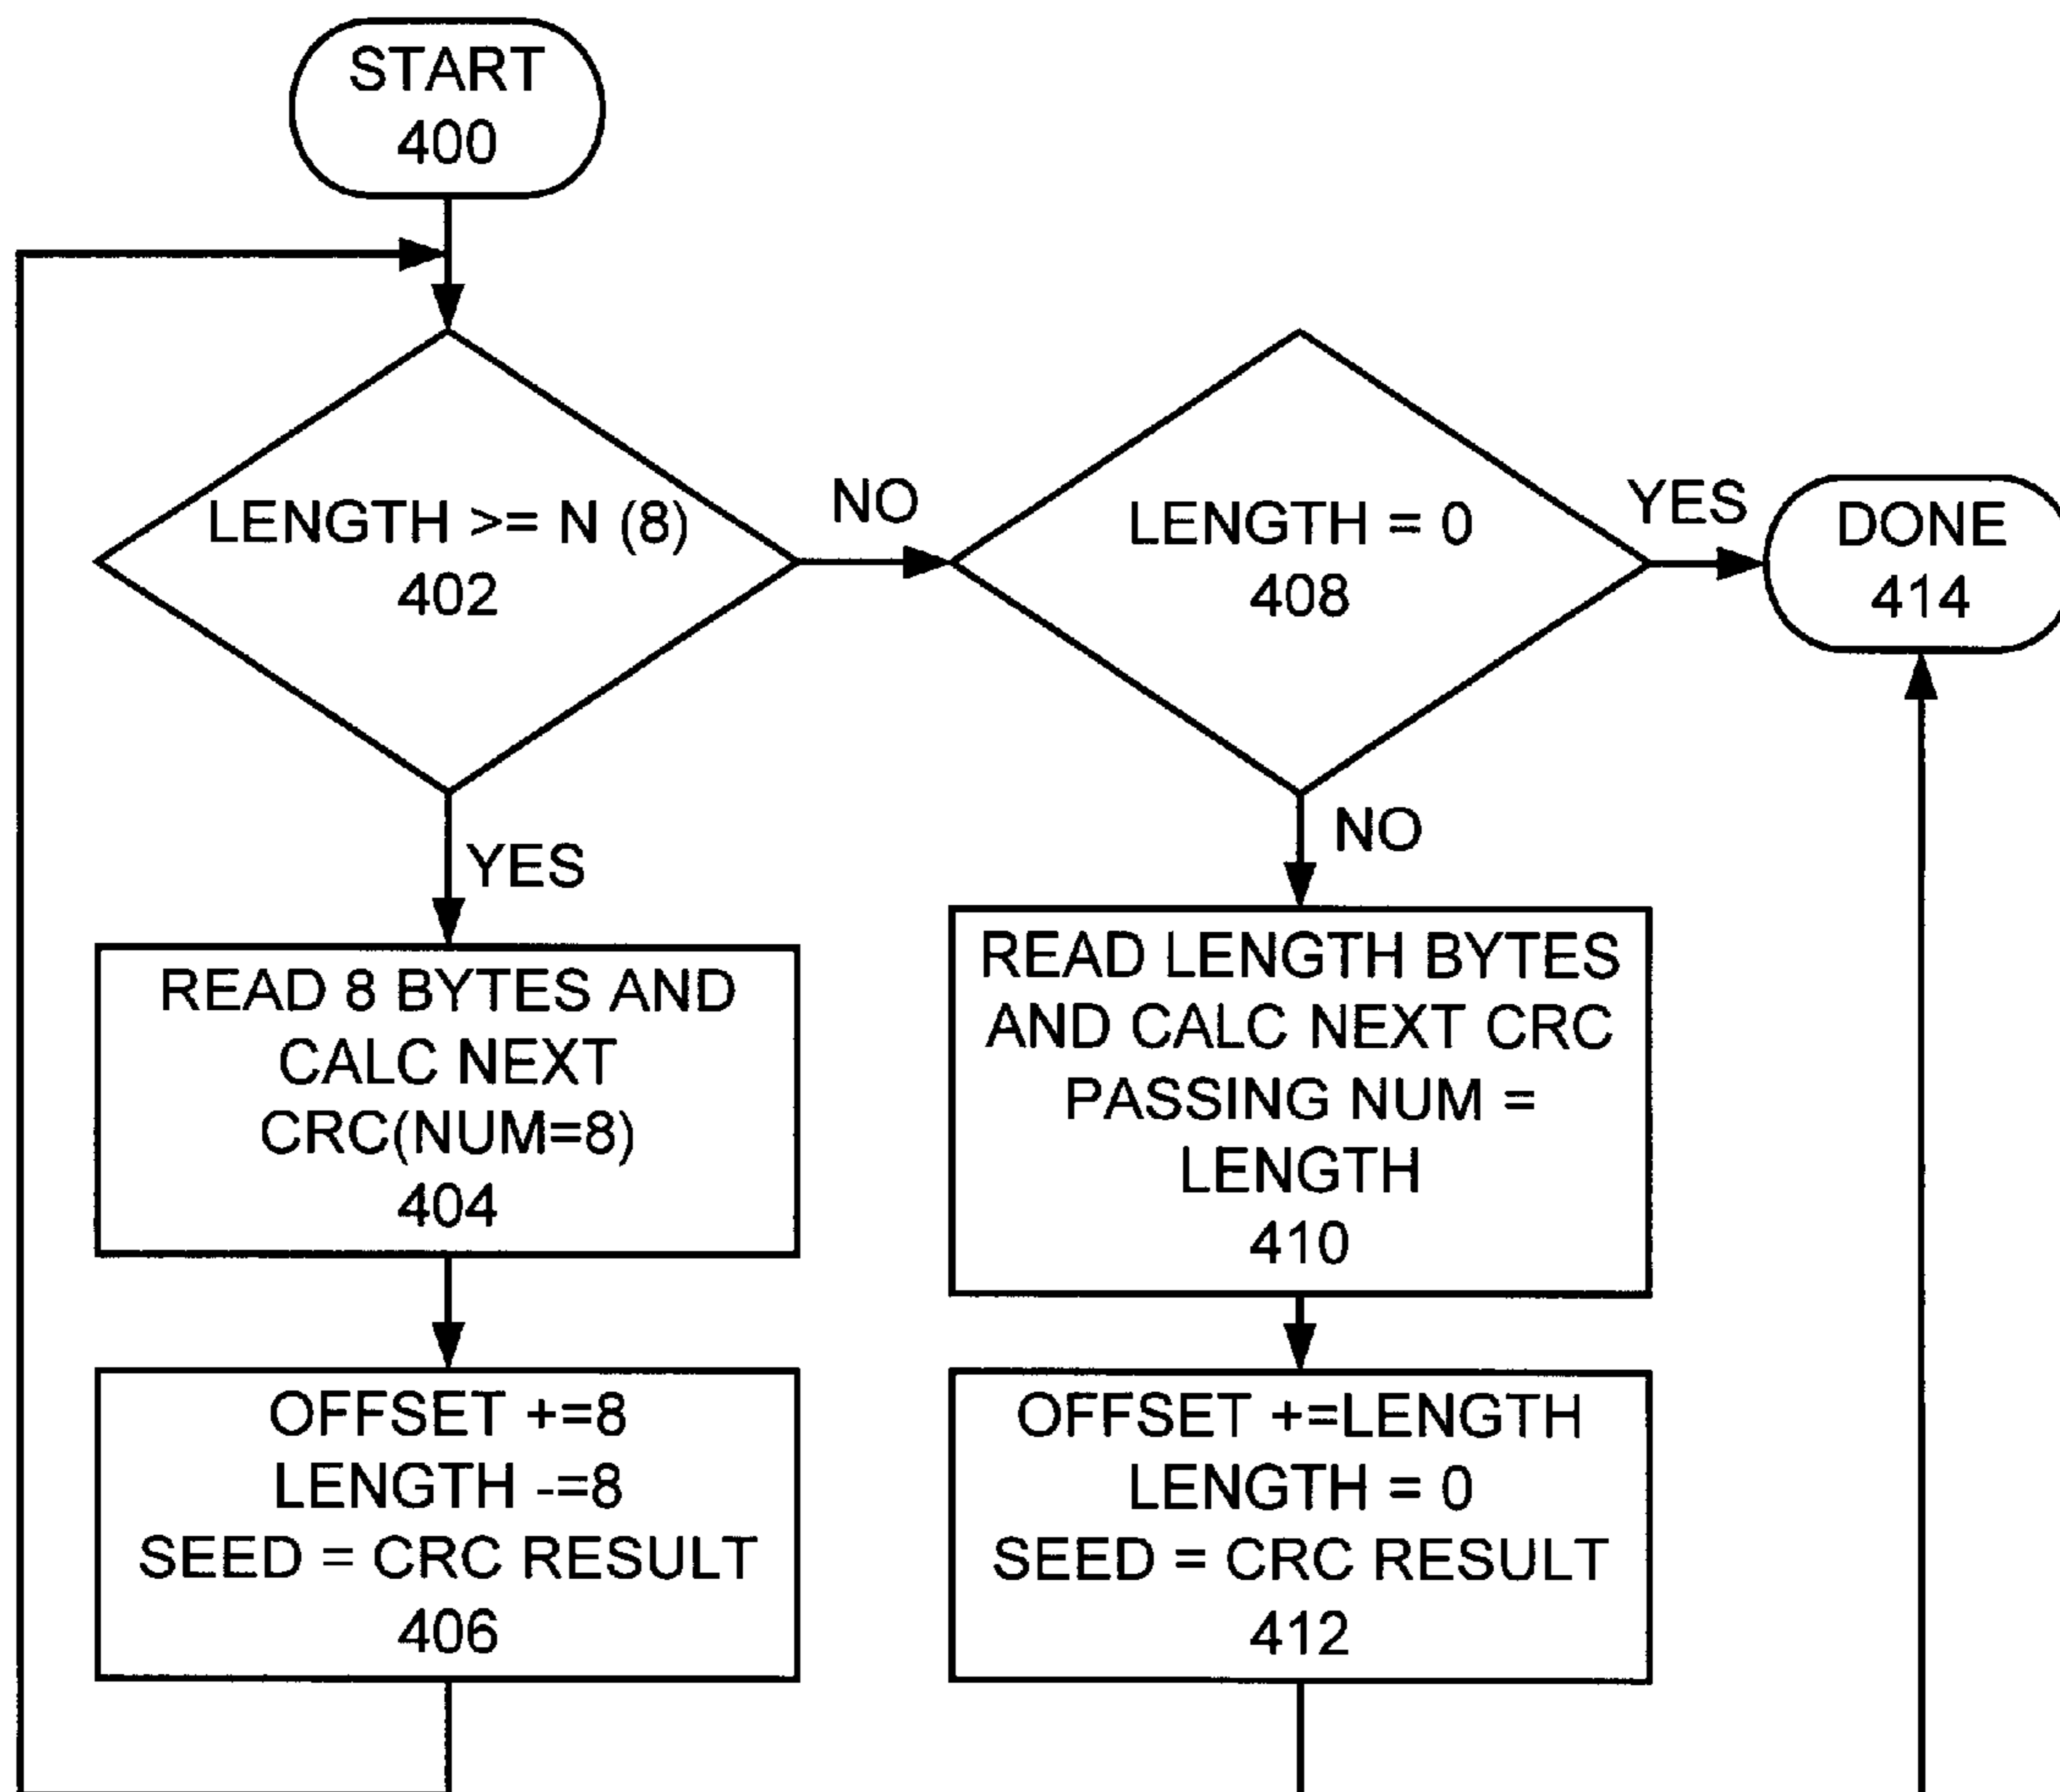 START
400
LENGTH >= N (8)
402
NO
LENGTH = 0
408
YES
DONE
414
YES
NO
READ 8 BYTES AND
CALC NEXT
CRC(NUM=8)
404
READ LENGTH BYTES
AND CALC NEXT CRC
PASSING NUM =
LENGTH
410
OFFSET +=8
LENGTH -=8
SEED = CRC RESULT
406
OFFSET +=LENGTH
LENGTH = 0
SEED = CRC RESULT
412